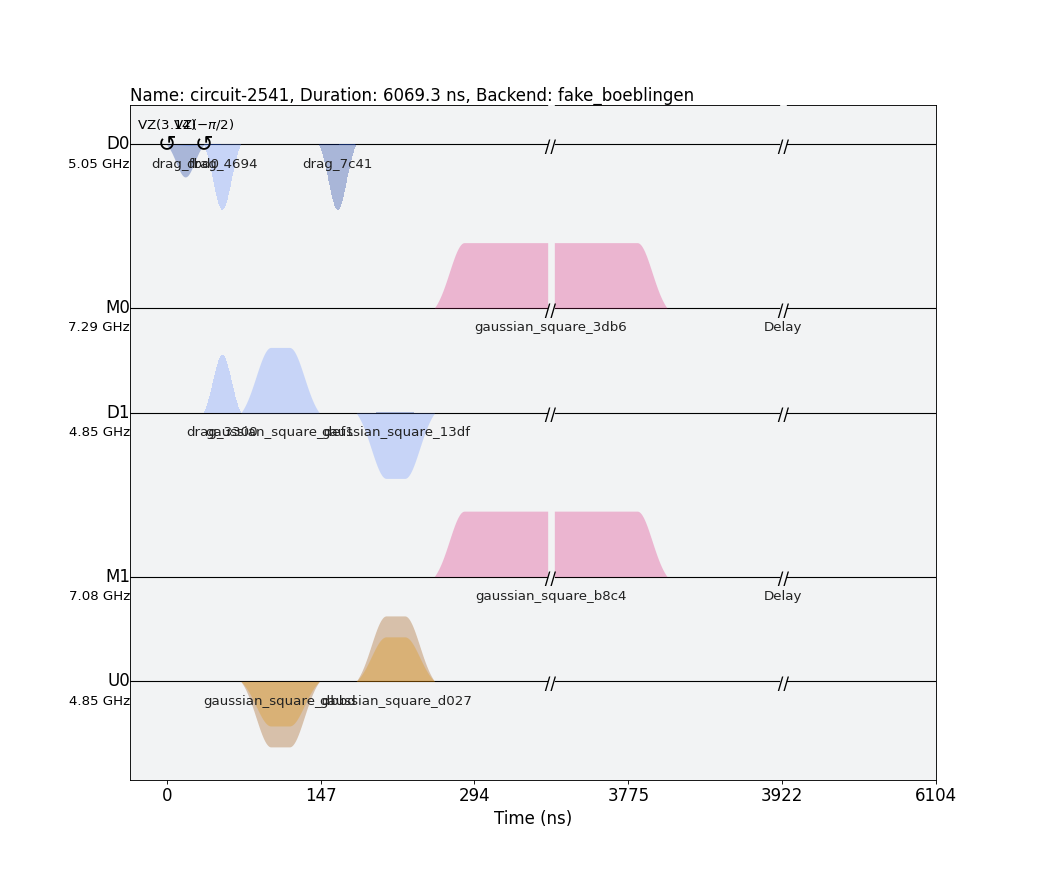 Name: circuit-2541, Duration: 6069.3 ns, Backend: fake_boeblingen
D0
5.05 GHz
drag_4694
drag_7c41
M0
7.29 GHz
gaussian_square_3db6
Delay
D1
4.85 GHz
drag_3300
gaussian_square_13df
M1
7.08 GHz
gaussian_square_b8c4
Delay
U0
4.85 GHz
gaussian_square_d027
0
147
294
3775
3922
6104
Time (ns)